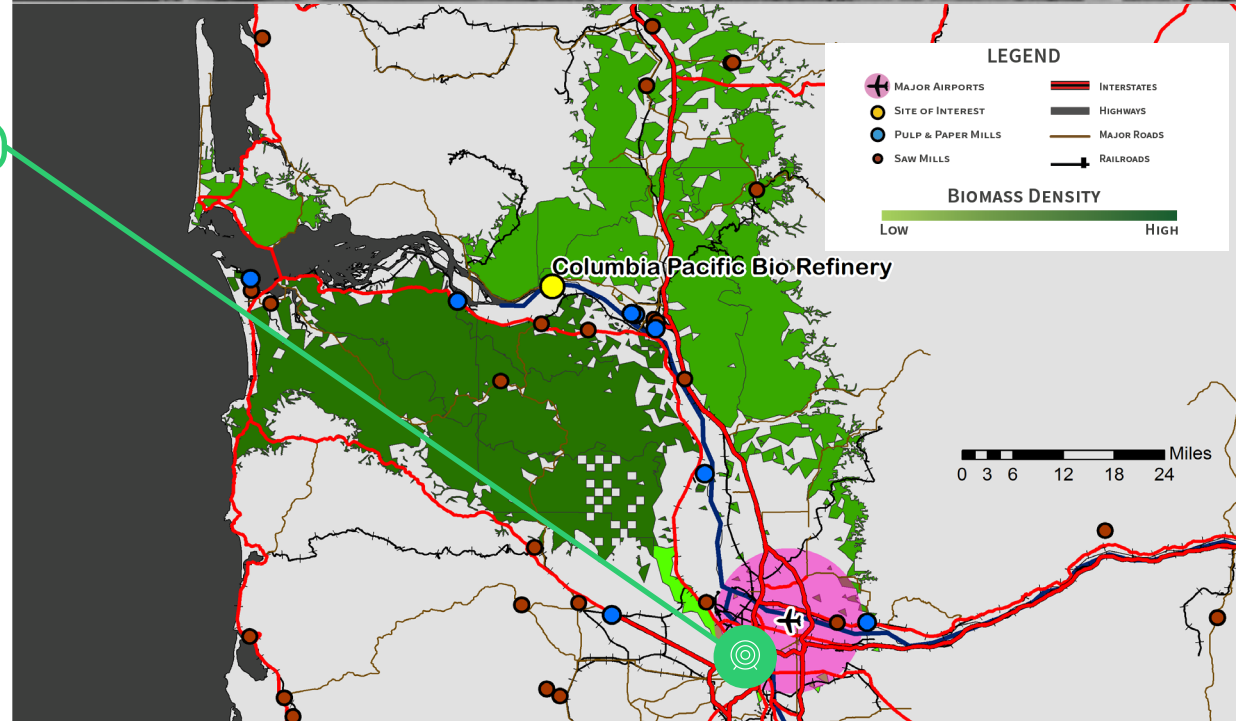 LEGEND
MAJOR AIRPORTS
SITE OF INTEREST
PULP & PAPER MILLS
SAW MILLS
INTERSTATES
HIGHWAYS
MAJOR ROADS
RAILROADS
BIOMASS DENSITY
LOW HIGH
Columbia Pacific Bio Refinery
Miles
0 3 6 12 18 24